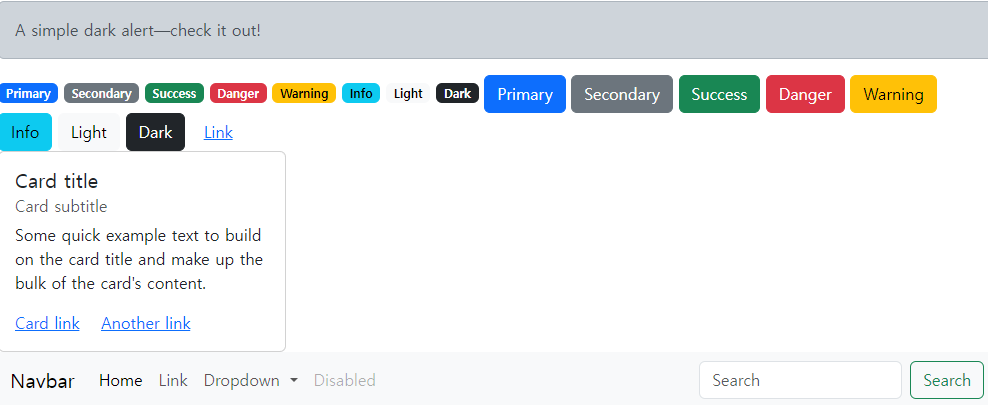 A simple dark alert—check it out!
Primary Secondary Success Danger Warning Info Light Dark Primary Secondary Success Danger Warning
Info Light Dark Link
Card title
Card subtitle
Some quick example text to build
on the card title and make up the
bulk of the card's content.
Card link Another link
Navbar Home Link Dropdown Disabled Search Search